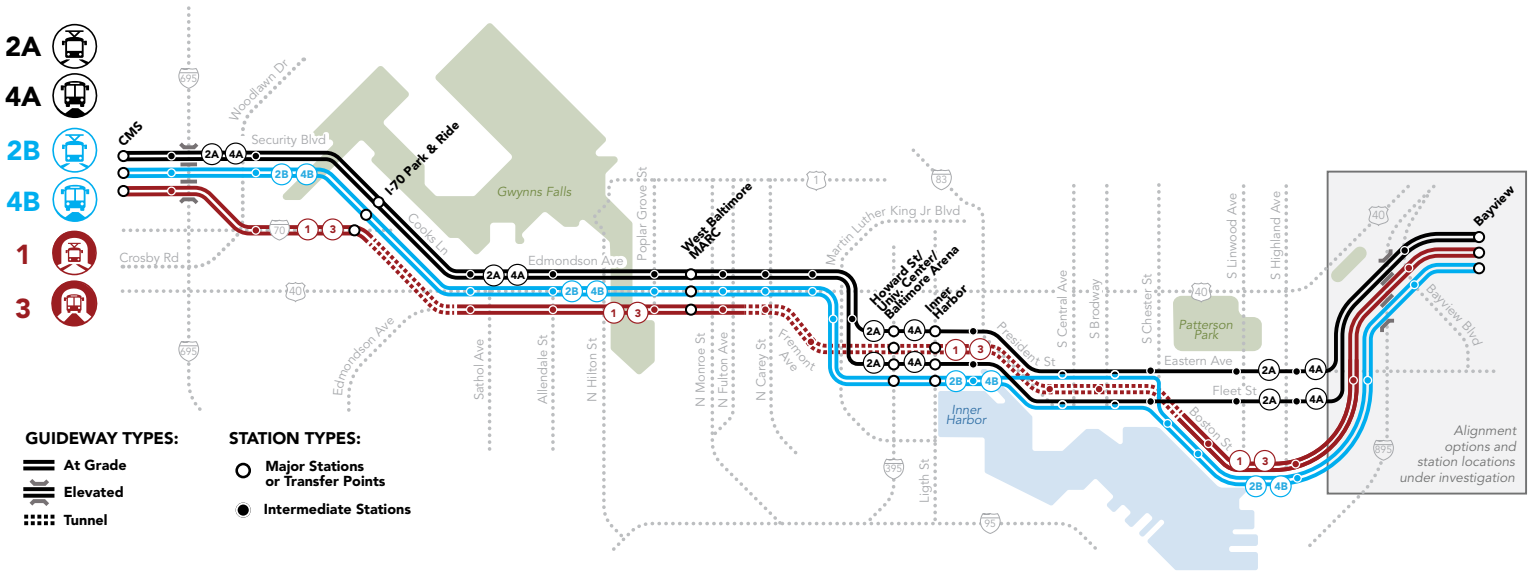 2A
4A
2B
4B
1
3
CMS
695
Woodlawn Dr
Security Blvd
2A 4A
2B 4B
70
1 3
Crosby Rd
40
695
I-70 Park & Ride
Cooks Ln
Gwynns Falls
Edmondson Ave
2A 4A
2B 4B
1 3
Edmondson Ave
Sathol Ave
Allendale St
N Hilton St
Poplar Grove St
West Baltimore
MARC
N Monroe St
N Fulton Ave
N Carey St
Fremont
Ave
1
83
Martin Luther King Jr Blvd
Howard St/
Univ. Center/
Baltimore Arena
Inner
Harbor
2A 4A
1 3
2A 4A
2B 4B
President St
Inner
Harbor
395
Ligth St
95
S Central Ave
S Brodway
S Chester St
40
Patterson
Park
S Linwood Ave
S Highland Ave
Eastern Ave
2A 4A
Fleet St
2A 4A
Boston St
1 3
2B 4B
40
Bayview
Bayview Blvd
895
Alignment
options and
station locations
under investigation
GUIDEWAY TYPES:
At Grade
Elevated
Tunnel
STATION TYPES:
Major Stations
or Transfer Points
Intermediate Stations